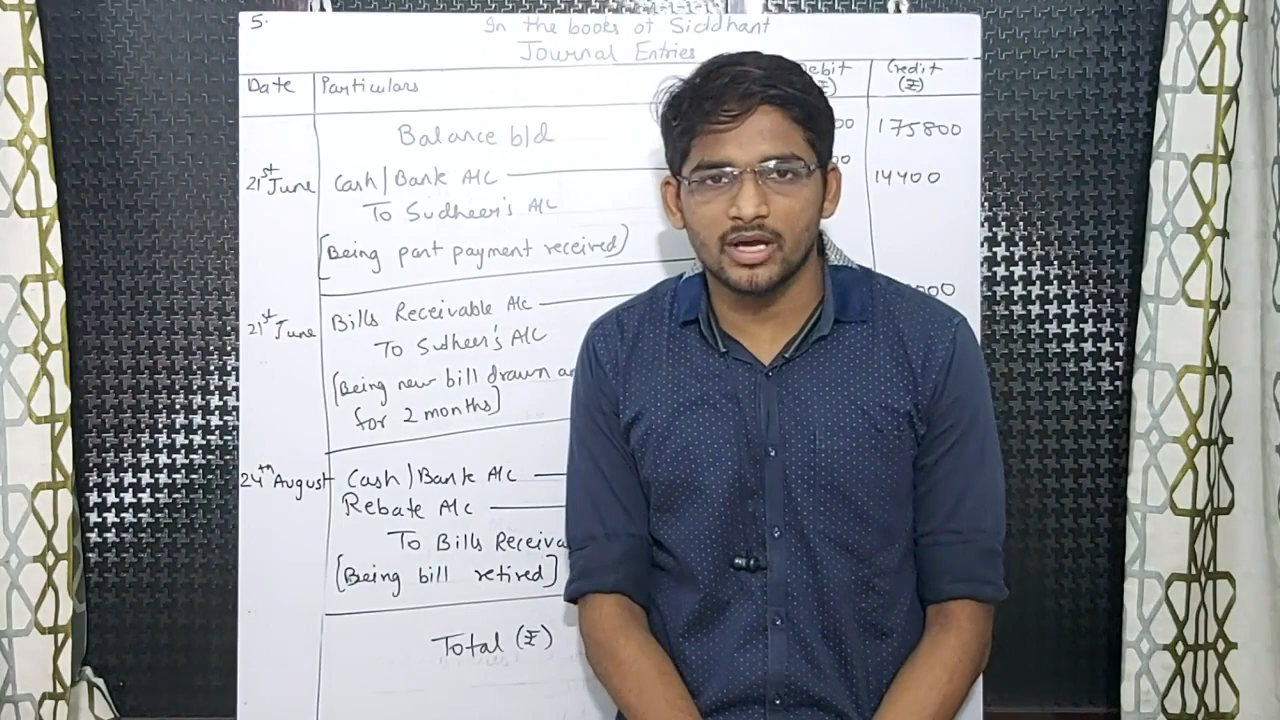 5.
In the books of Siddhant
Journal Entries
Date Particulars Debit (₹) Credit (₹)
Balance b/d 175800
21st June Cash/Bank A/C 14400
To Sudheer's A/C
[Being part payment received]
21st June Bills Receivable A/c
To Sudheer's A/C
[Being new bill drawn
for 2 months]
24th August Cash/Bank A/C
Rebate A/c
To Bills
[Being bill retired]
Total (₹)